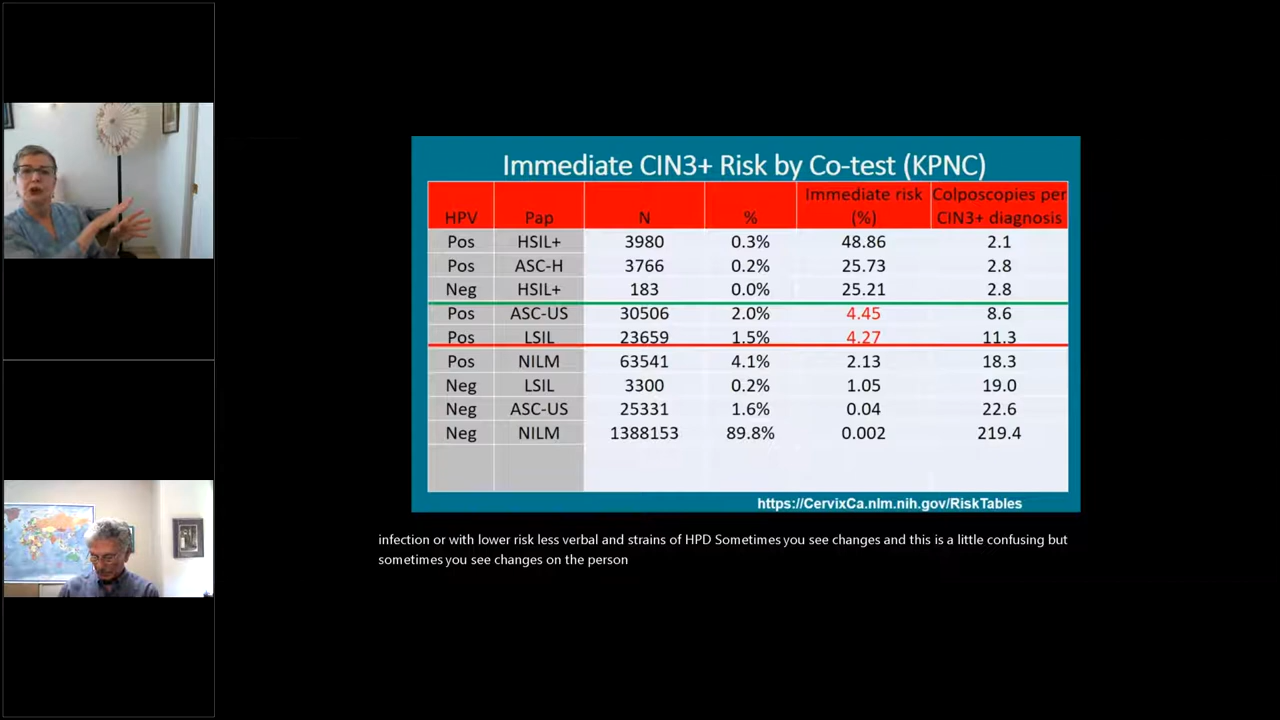 Immediate CIN3+ Risk by Co-test (KPNC)
HPV Pap N % Immediate risk (%) Colposcopies per CIN3+ diagnosis
Pos HSIL+ 3980 0.3% 48.86 2.1
Pos ASC-H 3766 0.2% 25.73 2.8
Neg HSIL+ 183 0.0% 25.21 2.8
Pos ASC-US 30506 2.0% 4.45 8.6
Pos LSIL 23659 1.5% 4.27 11.3
Pos NILM 63541 4.1% 2.13 18.3
Neg LSIL 3300 0.2% 1.05 19.0
Neg ASC-US 25331 1.6% 0.04 22.6
Neg NILM 1388153 89.8% 0.002 219.4
https://CervixCa.nlm.nih.gov/RiskTables
infection or with lower risk less verbal and strains of HPD Sometimes you see changes and this is a little confusing but
sometimes you see changes on the person